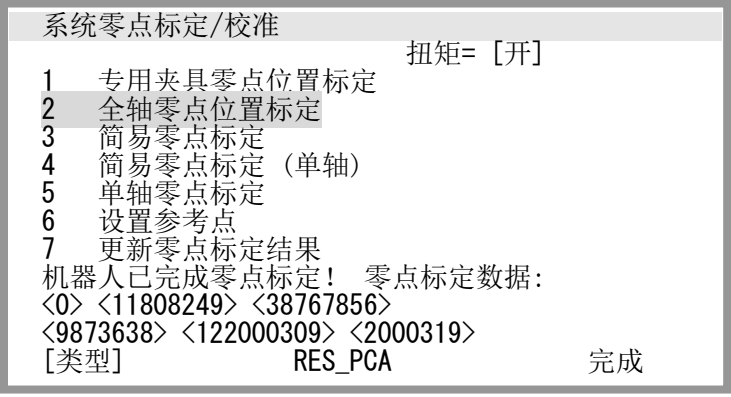 系统零点标定/校准
扭矩= [开]
1 专用夹具零点位置标定
2 全轴零点位置标定
3 简易零点标定
4 简易零点标定 (单轴)
5 单轴零点标定
6 设置参考点
7 更新零点标定结果
机器人已完成零点标定! 零点标定数据:
<0> <11808249> <38767856>
<9873638> <122000309> <2000319>
[类型] RES_PCA 完成